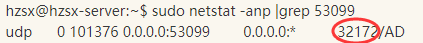 hzsx@hzsx-server:~$ sudo netstat -anp |grep 53099
udp 0 101376 0.0.0.0:53099 0.0.0.0:* 32172/AD